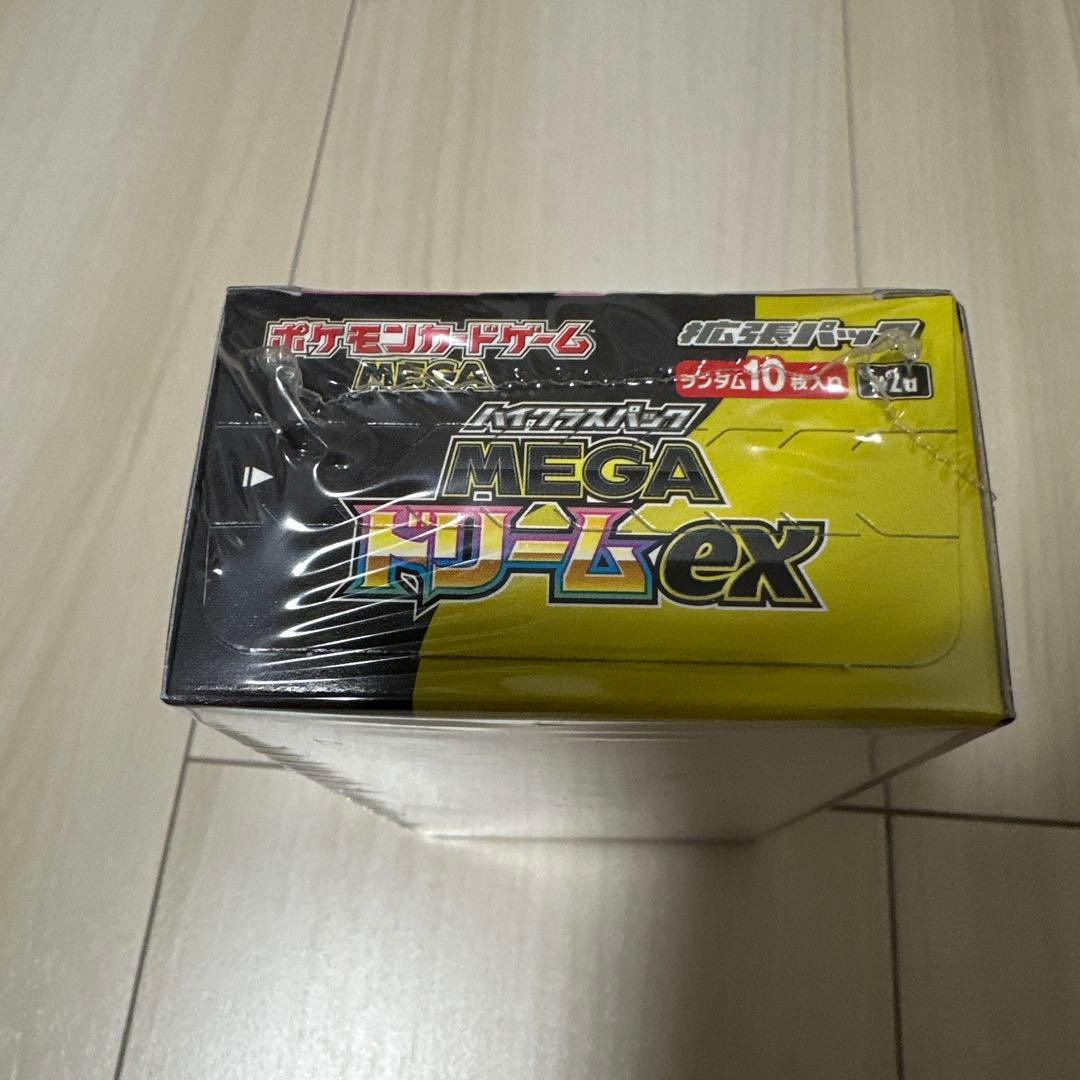 ポケモンカードゲーム
MEGA
拡張パック
ランダム10枚入り
ハイクラスパック
MEGA
ドリームex